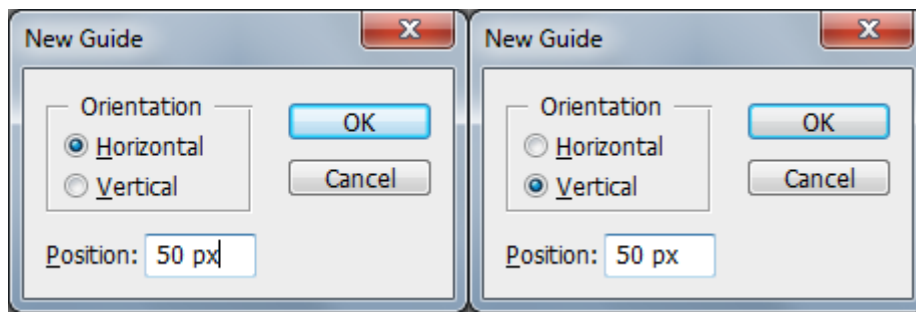 New Guide
Orientation
Horizontal
Vertical
OK
Cancel
Position: 50 px
New Guide
Orientation
Horizontal
Vertical
OK
Cancel
Position: 50 px